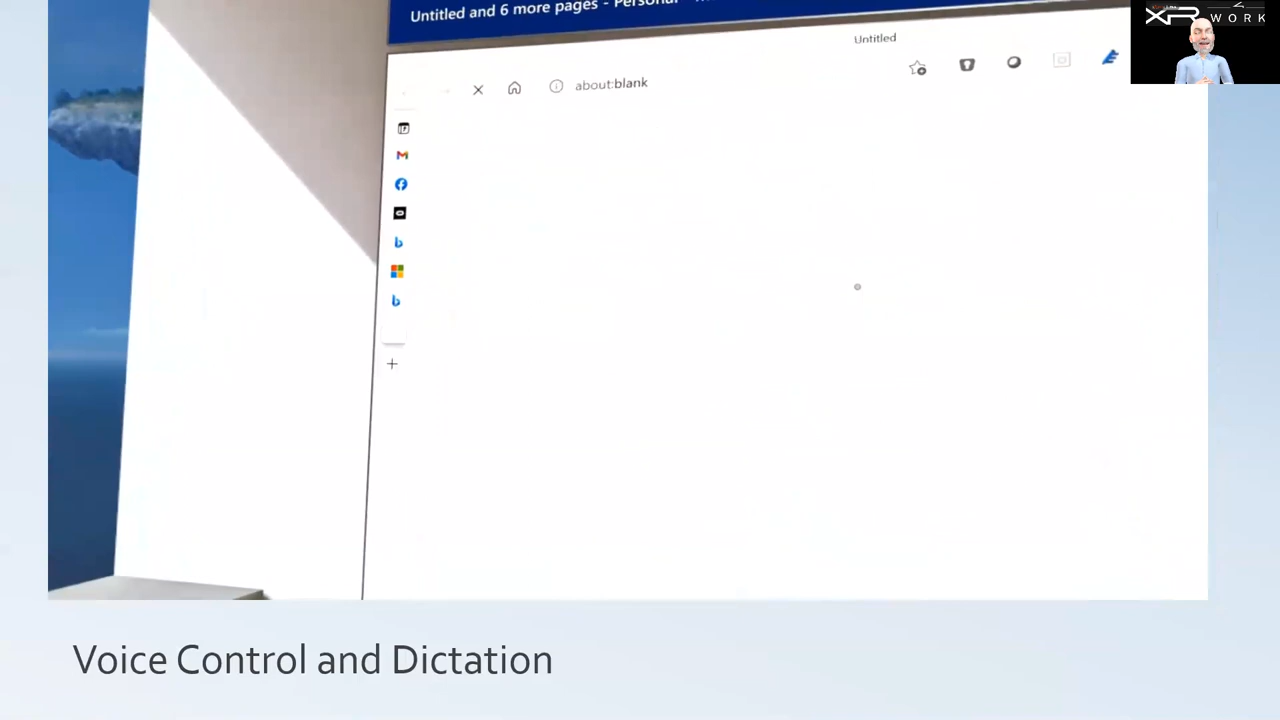 Untitled and 6 more pages - Personal -
XR WORK
Untitled
about:blank
Voice Control and Dictation